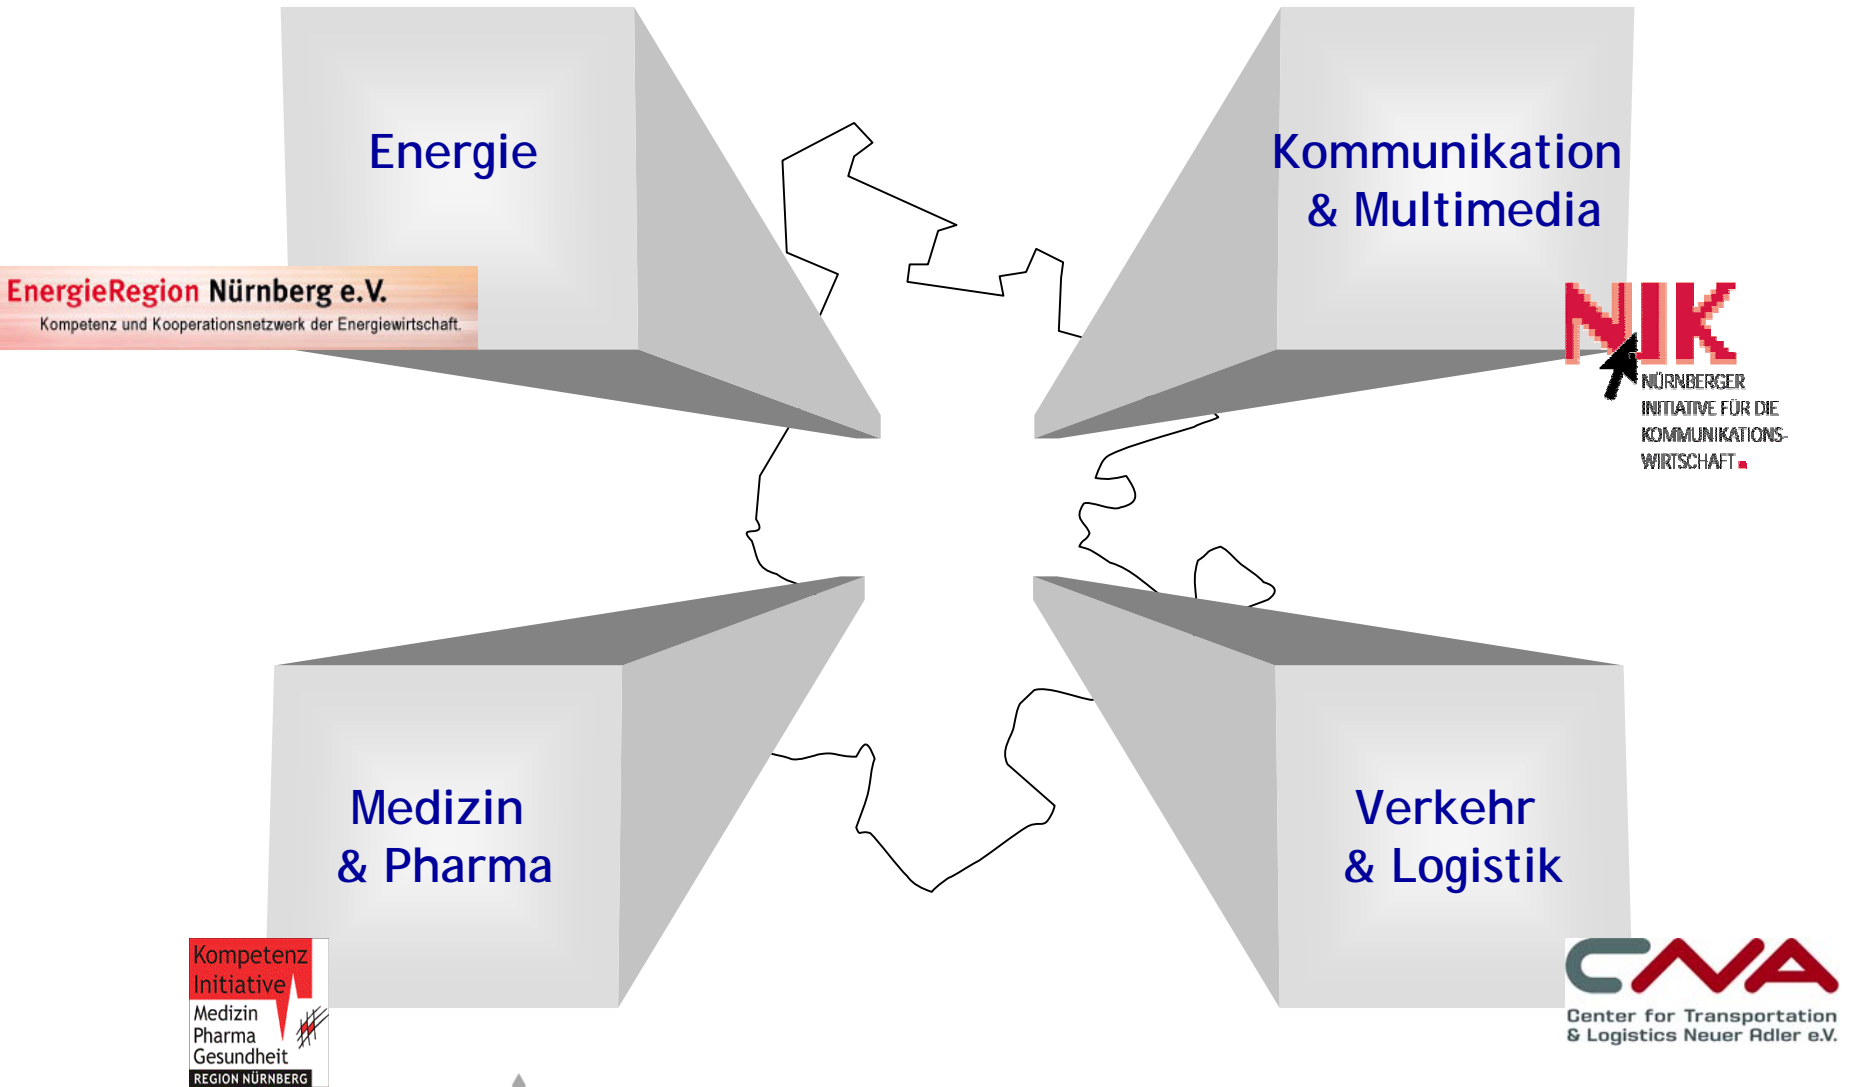 Energie
EnergieRegion Nürnberg e.V.
Kompetenz und Kooperationsnetzwerk der Energiewirtschaft.
Kommunikation
& Multimedia
NIK
NÜRNBERGER
INITIATIVE FÜR DIE
KOMMUNIKATIONS-
WIRTSCHAFT
Medizin
& Pharma
Kompetenz
Initiative
Medizin
Pharma
Gesundheit
REGION NÜRNBERG
Verkehr
& Logistik
CNA
Center for Transportation
& Logistics Neuer Adler e.V.